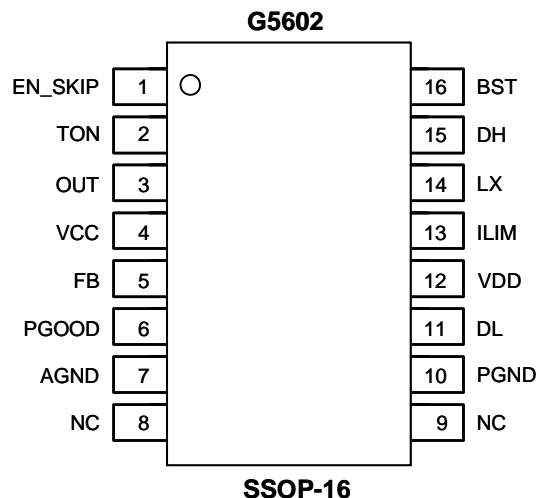 G5602
EN_SKIP 1 16 BST
TON 2 15 DH
OUT 3 14 LX
VCC 4 13 ILIM
FB 5 12 VDD
PGOOD 6 11 DL
AGND 7 10 PGND
NC 8 9 NC
SSOP-16